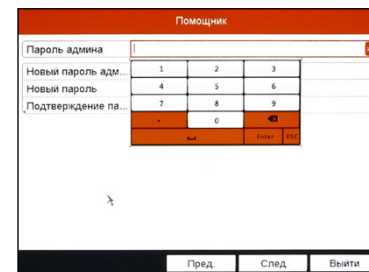 Помощник
Пароль админа
Новый пароль адм...
Новый пароль
Подтверждение па...
1 2 3
4 5 6
7 8 9
. 0
Enter ESC
Пред. След Выйти